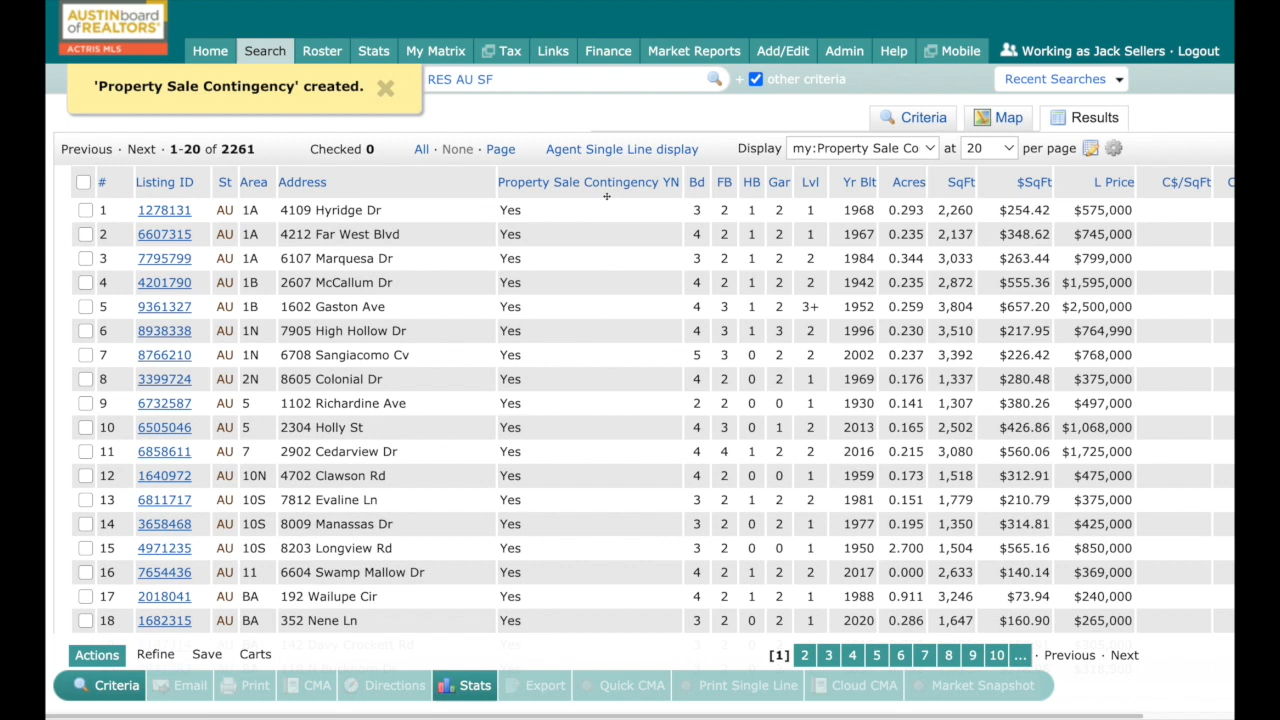 AUSTINboard
of REALTORS®
ACTRIS MLS
Home Search Roster Stats My Matrix Tax Links Finance Market Reports Add/Edit Admin Help Mobile Working as Jack Sellers · Logout
'Property Sale Contingency' created.
RES AU SF + other criteria Recent Searches
Criteria Map Results
Previous · Next · 1-20 of 2261 Checked 0 All · None · Page Agent Single Line display Display my:Property Sale Co at 20 per page
# Listing ID St Area Address Property Sale Contingency YN Bd FB HB Gar Lvl Yr Blt Acres SqFt $SqFt L Price C$/SqFt
1 1278131 AU 1A 4109 Hyridge Dr Yes 3 2 1 2 1 1968 0.293 2,260 $254.42 $575,000
2 6607315 AU 1A 4212 Far West Blvd Yes 4 2 1 2 1 1967 0.235 2,137 $348.62 $745,000
3 7795799 AU 1A 6107 Marquesa Dr Yes 3 2 1 2 2 1984 0.344 3,033 $263.44 $799,000
4 4201790 AU 1B 2607 McCallum Dr Yes 4 2 1 2 2 1942 0.235 2,872 $555.36 $1,595,000
5 9361327 AU 1B 1602 Gaston Ave Yes 4 3 1 2 3+ 1952 0.259 3,804 $657.20 $2,500,000
6 8938338 AU 1N 7905 High Hollow Dr Yes 4 3 1 3 2 1996 0.230 3,510 $217.95 $764,990
7 8766210 AU 1N 6708 Sangiacomo Cv Yes 5 3 0 2 2 2002 0.237 3,392 $226.42 $768,000
8 3399724 AU 2N 8605 Colonial Dr Yes 4 2 0 2 1 1969 0.176 1,337 $280.48 $375,000
9 6732587 AU 5 1102 Richardine Ave Yes 2 2 0 0 1 1930 0.141 1,307 $380.26 $497,000
10 6505046 AU 5 2304 Holly St Yes 4 3 0 1 2 2013 0.165 2,502 $426.86 $1,068,000
11 6858611 AU 7 2902 Cedarview Dr Yes 4 4 1 2 2 2016 0.215 3,080 $560.06 $1,725,000
12 1640972 AU 10N 4702 Clawson Rd Yes 4 2 0 0 1 1959 0.173 1,518 $312.91 $475,000
13 6811717 AU 10S 7812 Evaline Ln Yes 3 2 1 2 2 1981 0.151 1,779 $210.79 $375,000
14 3658468 AU 10S 8009 Manassas Dr Yes 3 2 0 2 1 1977 0.195 1,350 $314.81 $425,000
15 4971235 AU 10S 8203 Longview Rd Yes 3 2 0 0 1 1950 2.700 1,504 $565.16 $850,000
16 7654436 AU 11 6604 Swamp Mallow Dr Yes 4 2 1 2 2 2017 0.000 2,633 $140.14 $369,000
17 2018041 AU BA 192 Wailupe Cir Yes 4 2 1 2 1 1988 0.911 3,246 $73.94 $240,000
18 1682315 AU BA 352 Nene Ln Yes 3 2 0 2 1 2020 0.286 1,647 $160.90 $265,000
142 Davy Crockett Rd
Actions Refine Save Carts [1] 2 3 4 5 6 7 8 9 10 ... · Previous · Next
Criteria Email Print CMA Directions Stats Export Quick CMA Print Single Line Cloud CMA Market Snapshot